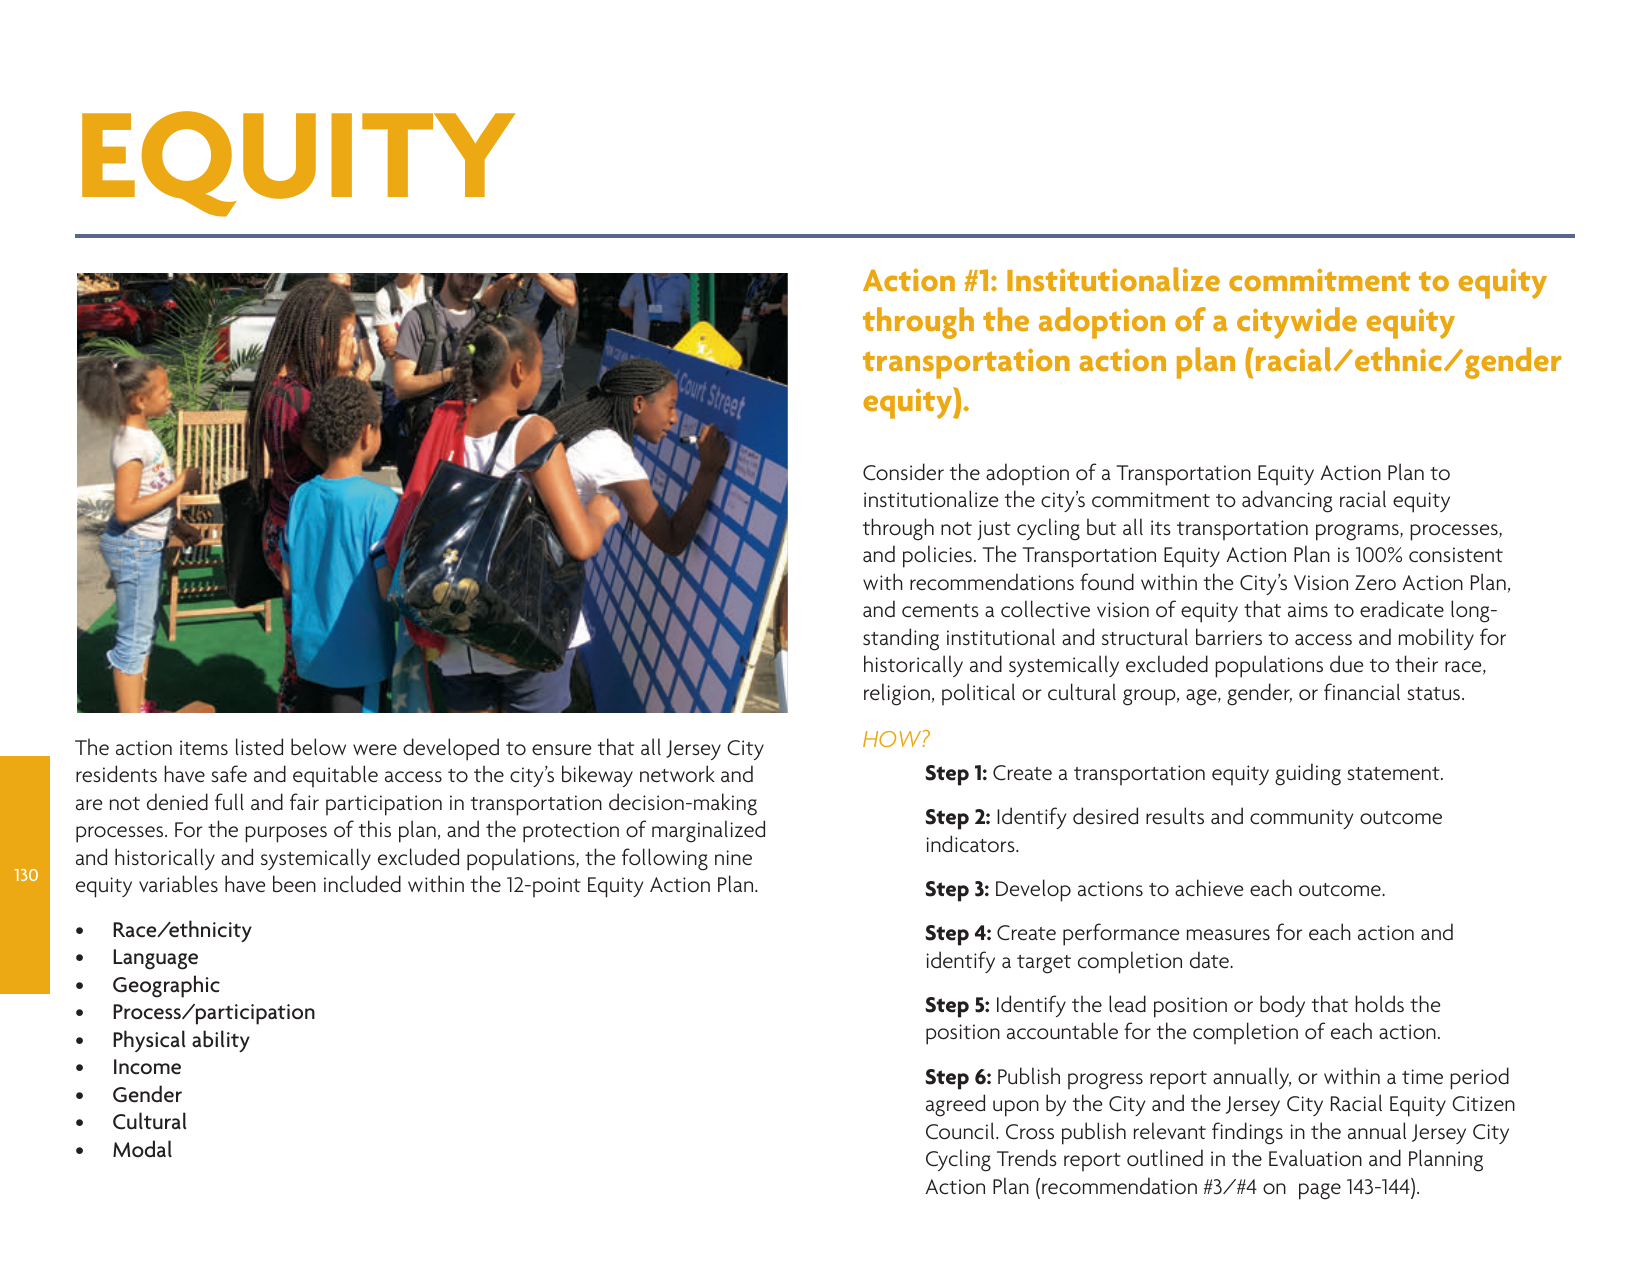 EQUITY
Court Street
The action items listed below were developed to ensure that all Jersey City
residents have safe and equitable access to the city’s bikeway network and
are not denied full and fair participation in transportation decision-making
processes. For the purposes of this plan, and the protection of marginalized
and historically and systemically excluded populations, the following nine
equity variables have been included within the 12-point Equity Action Plan.
• Race/ethnicity
• Language
• Geographic
• Process/participation
• Physical ability
• Income
• Gender
• Cultural
• Modal
130
Action #1: Institutionalize commitment to equity
through the adoption of a citywide equity
transportation action plan (racial/ethnic/gender
equity).
Consider the adoption of a Transportation Equity Action Plan to
institutionalize the city’s commitment to advancing racial equity
through not just cycling but all its transportation programs, processes,
and policies. The Transportation Equity Action Plan is 100% consistent
with recommendations found within the City’s Vision Zero Action Plan,
and cements a collective vision of equity that aims to eradicate long-
standing institutional and structural barriers to access and mobility for
historically and systemically excluded populations due to their race,
religion, political or cultural group, age, gender, or financial status.
HOW?
Step 1: Create a transportation equity guiding statement.
Step 2: Identify desired results and community outcome
indicators.
Step 3: Develop actions to achieve each outcome.
Step 4: Create performance measures for each action and
identify a target completion date.
Step 5: Identify the lead position or body that holds the
position accountable for the completion of each action.
Step 6: Publish progress report annually, or within a time period
agreed upon by the City and the Jersey City Racial Equity Citizen
Council. Cross publish relevant findings in the annual Jersey City
Cycling Trends report outlined in the Evaluation and Planning
Action Plan (recommendation #3/#4 on  page 143-144).